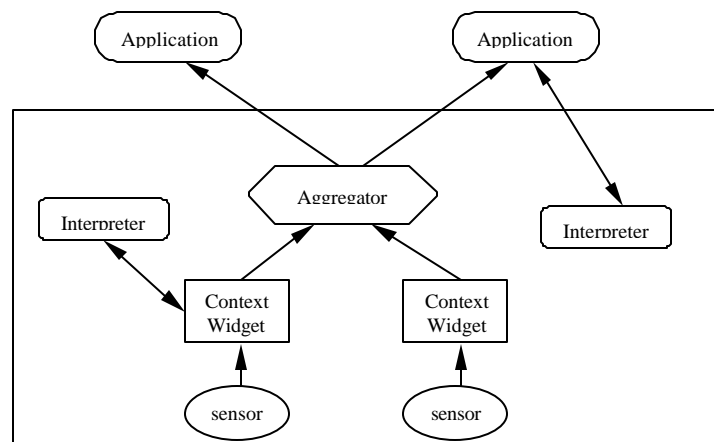 Application
Application
Aggregator
Interpreter
Interpreter
Context
Widget
Context
Widget
sensor
sensor